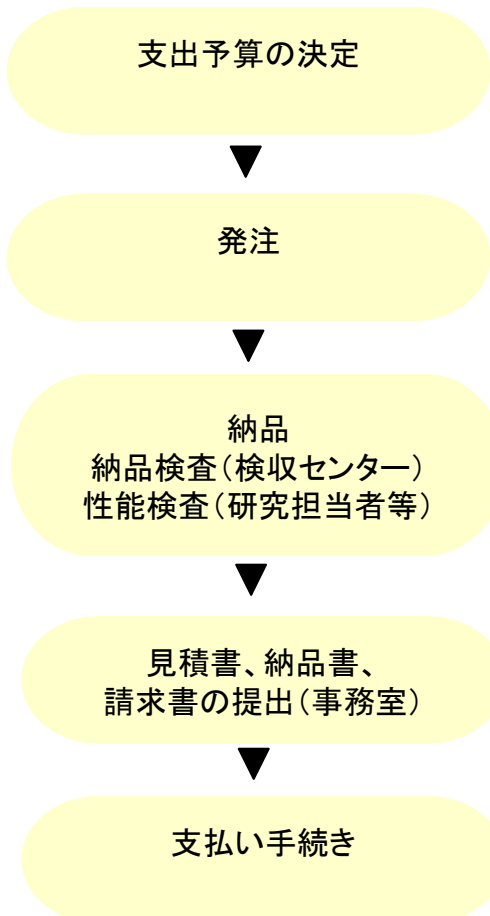 支出予算の決定
発注
納品
納品検査（検収センター）
性能検査（研究担当者等）
見積書、納品書、
請求書の提出（事務室）
支払い手続き